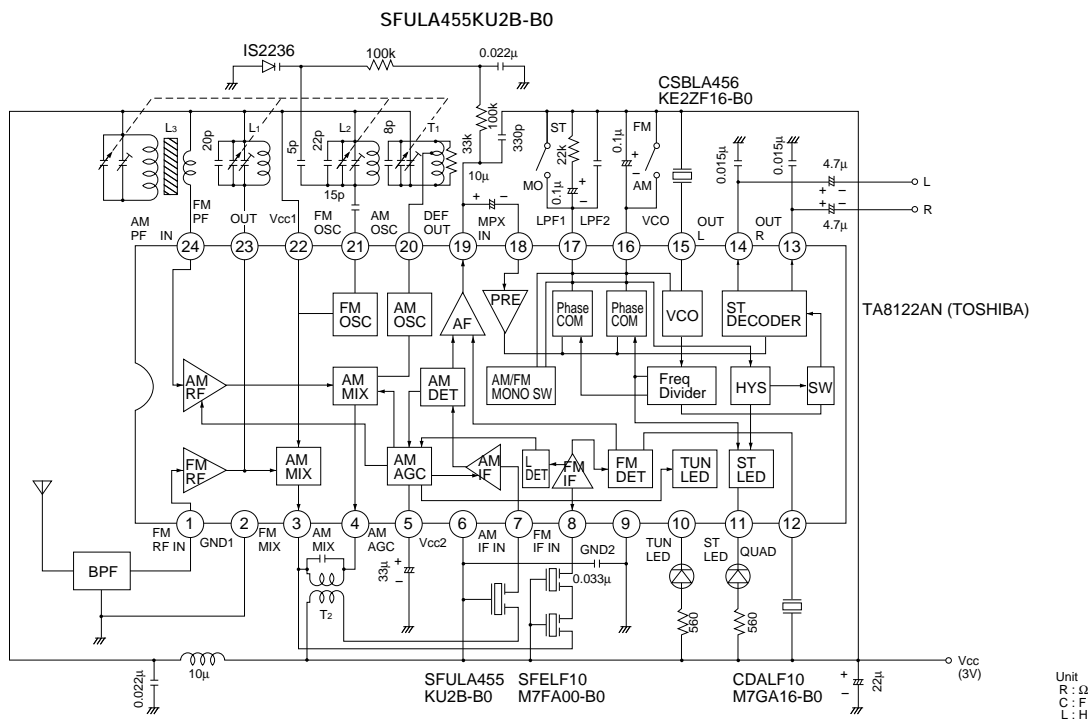 SFULA455KU2B-B0
IS2236
100k
0.022μ
CSBLA456
KE2ZF16-B0
L3
20p
L1
5p
22p
L2
8p
T1
33k
100k
330p
ST
22k
0.1μ
FM
0.015μ
0.015μ
4.7μ
L
15p
10μ
MO
0.1μ
AM
R
4.7μ
AM
PF
FM
PF
IN
OUT
Vcc1
FM
OSC
AM
OSC
DEF
OUT
MPX
IN
LPF1
LPF2
VCO
OUT
L
OUT
R
24
23
22
21
20
19
18
17
16
15
14
13
TA8122AN (TOSHIBA)
FM
OSC
AM
OSC
AF
PRE
Phase
COM
Phase
COM
VCO
ST
DECODER
AM
RF
AM
MIX
AM
DET
AM/FM
MONO SW
Freq
Divider
HYS
SW
FM
RF
AM
MIX
AM
AGC
AM
IF
L
DET
FM
IF
FM
DET
TUN
LED
ST
LED
1
2
3
4
5
6
7
8
9
10
11
12
FM
RF IN
GND1
FM
MIX
AM
MIX
AM
AGC
Vcc2
AM
IF IN
FM
IF IN
GND2
TUN
LED
ST
LED
QUAD
BPF
T2
33μ
0.033μ
560
560
0.022μ
10μ
SFULA455
KU2B-B0
SFELF10
M7FA00-B0
CDALF10
M7GA16-B0
22μ
Vcc
(3V)
Unit
R : Ω
C : F
L : H